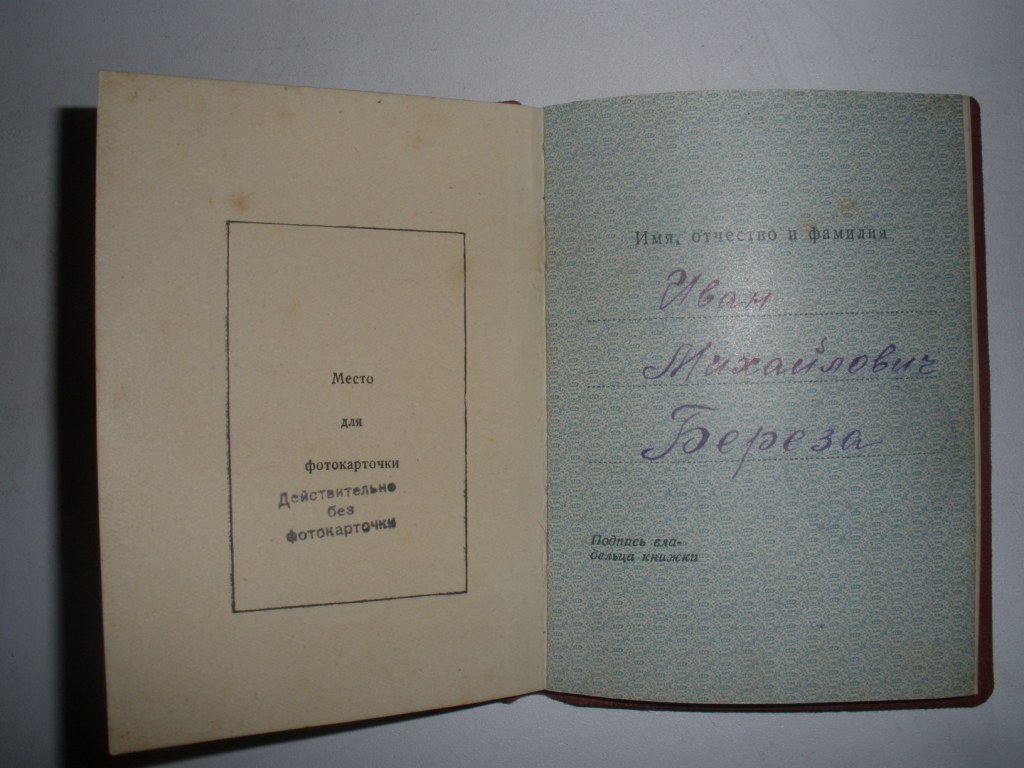 Место
для
фотокарточки
Действительно
без
фотокарточки
Имя, отчество и фамилия
Иван
Михайлович
Береза
Подпись вла-
дельца книжки